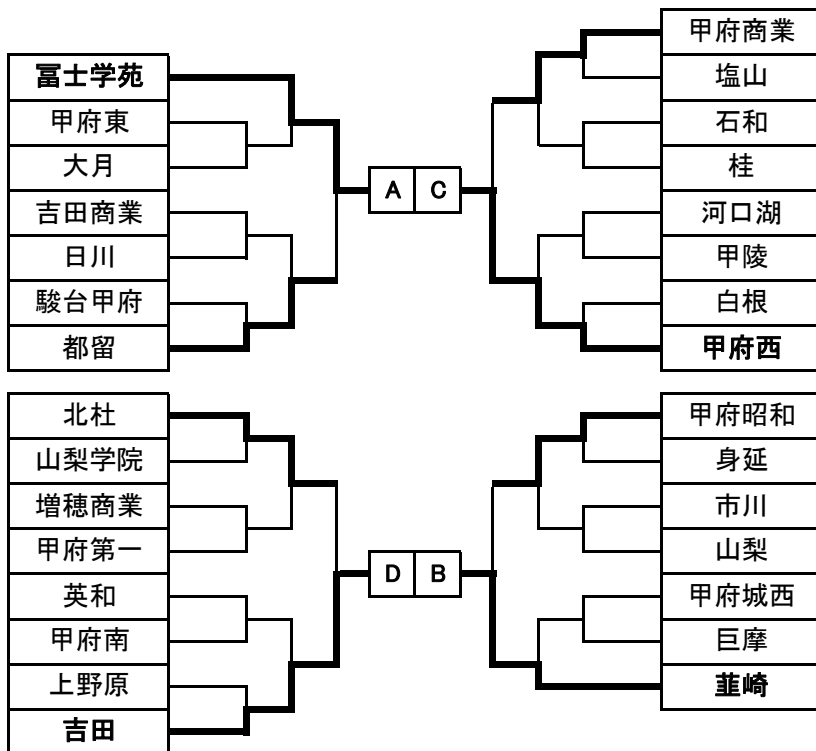 冨士学苑
甲府東
大月
吉田商業
日川
駿台甲府
都留
A C
甲府商業
塩山
石和
桂
河口湖
甲陵
白根
甲府西
北杜
山梨学院
増穂商業
甲府第一
英和
甲府南
上野原
吉田
D B
甲府昭和
身延
市川
山梨
甲府城西
巨摩
韮崎